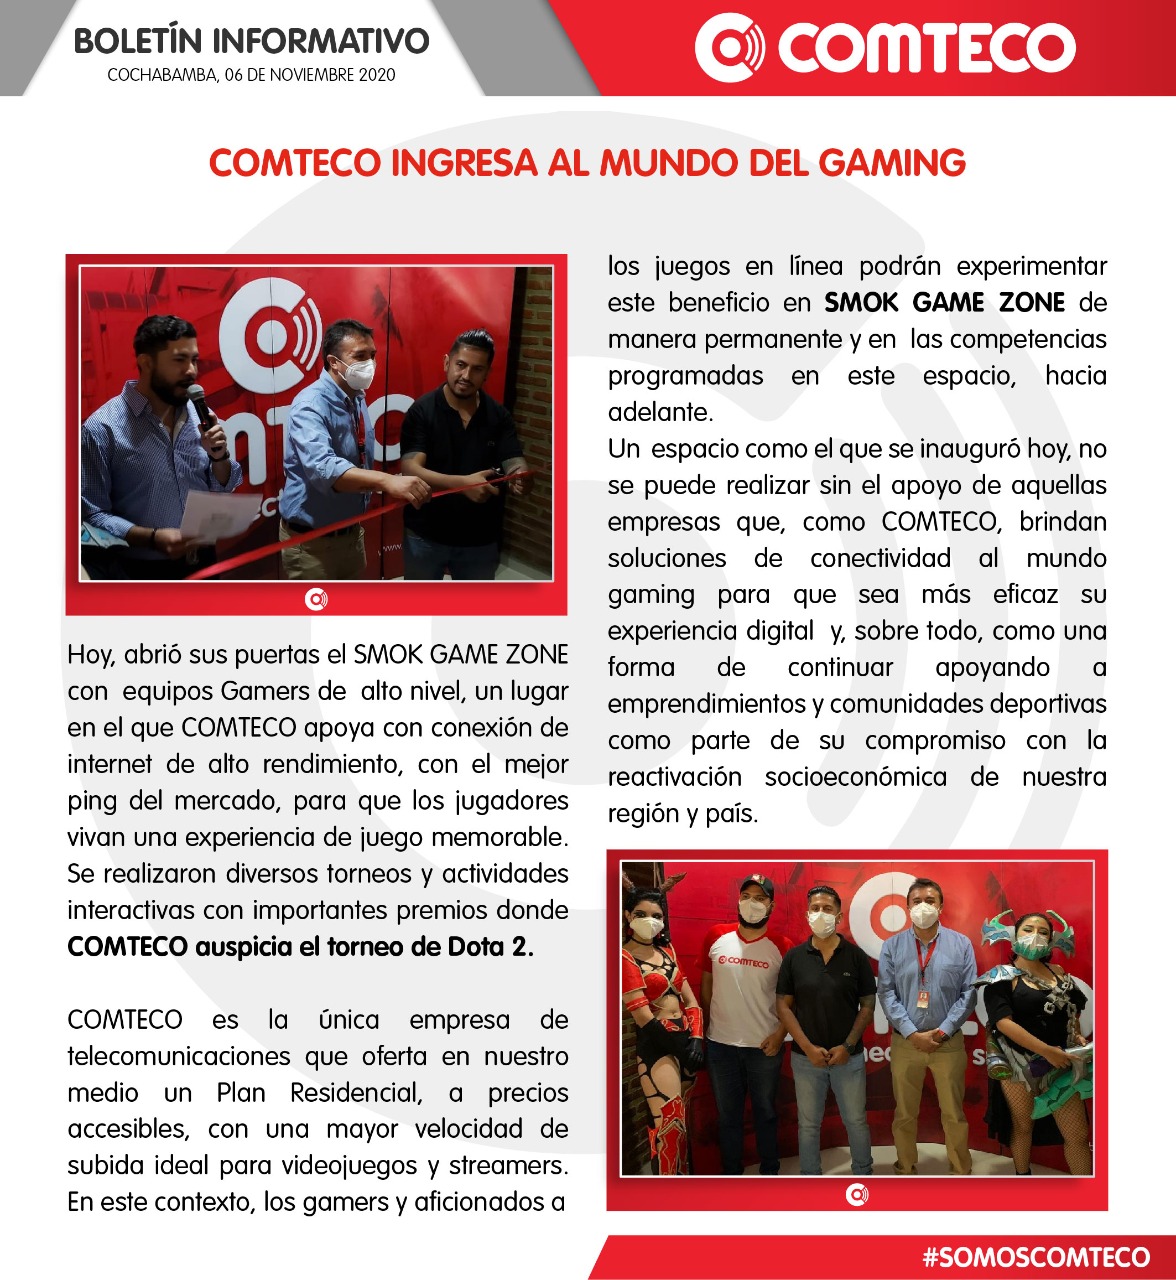 BOLETÍN INFORMATIVO
COCHABAMBA, 06 DE NOVIEMBRE 2020
COMTECO
COMTECO INGRESA AL MUNDO DEL GAMING
Hoy, abrió sus puertas el SMOK GAME ZONE
con equipos Gamers de alto nivel, un lugar
en el que COMTECO apoya con conexión de
internet de alto rendimiento, con el mejor
ping del mercado, para que los jugadores
vivan una experiencia de juego memorable.
Se realizaron diversos torneos y actividades
interactivas con importantes premios donde
COMTECO auspicia el torneo de Dota 2.
COMTECO es la única empresa de
telecomunicaciones que oferta en nuestro
medio un Plan Residencial, a precios
accesibles, con una mayor velocidad de
subida ideal para videojuegos y streamers.
En este contexto, los gamers y aficionados a
los juegos en línea podrán experimentar
este beneficio en SMOK GAME ZONE de
manera permanente y en las competencias
programadas en este espacio, hacia
adelante.
Un espacio como el que se inauguró hoy, no
se puede realizar sin el apoyo de aquellas
empresas que, como COMTECO, brindan
soluciones de conectividad al mundo
gaming para que sea más eficaz su
experiencia digital y, sobre todo, como una
forma de continuar apoyando a
emprendimientos y comunidades deportivas
como parte de su compromiso con la
reactivación socioeconómica de nuestra
región y país.
COMTECO
#SOMOSCOMTECO